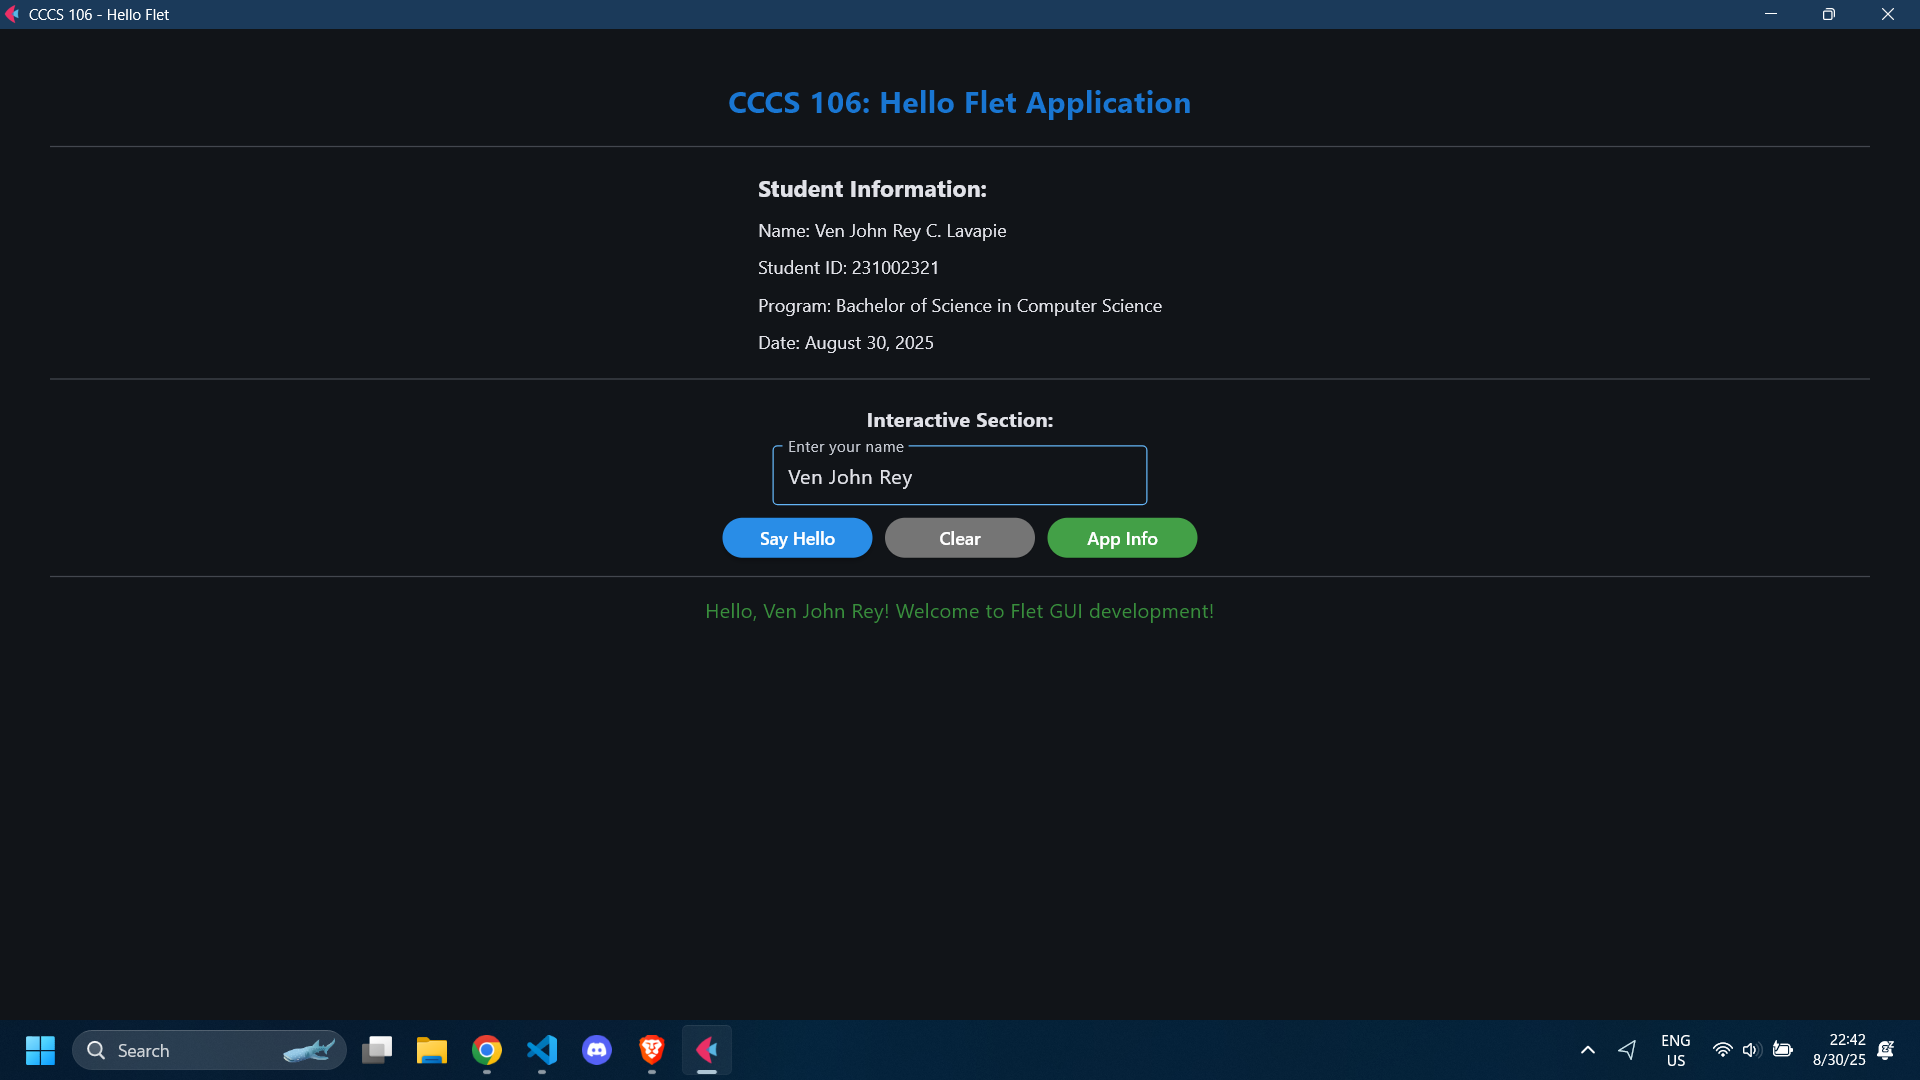 CCCS 106 - Hello Flet
CCCS 106: Hello Flet Application
Student Information:
Name: Ven John Rey C. Lavapie
Student ID: 231002321
Program: Bachelor of Science in Computer Science
Date: August 30, 2025
Interactive Section:
Enter your name
Ven John Rey
Say Hello
Clear
App Info
Hello, Ven John Rey! Welcome to Flet GUI development!
Search
ENG
US
22:42
8/30/25